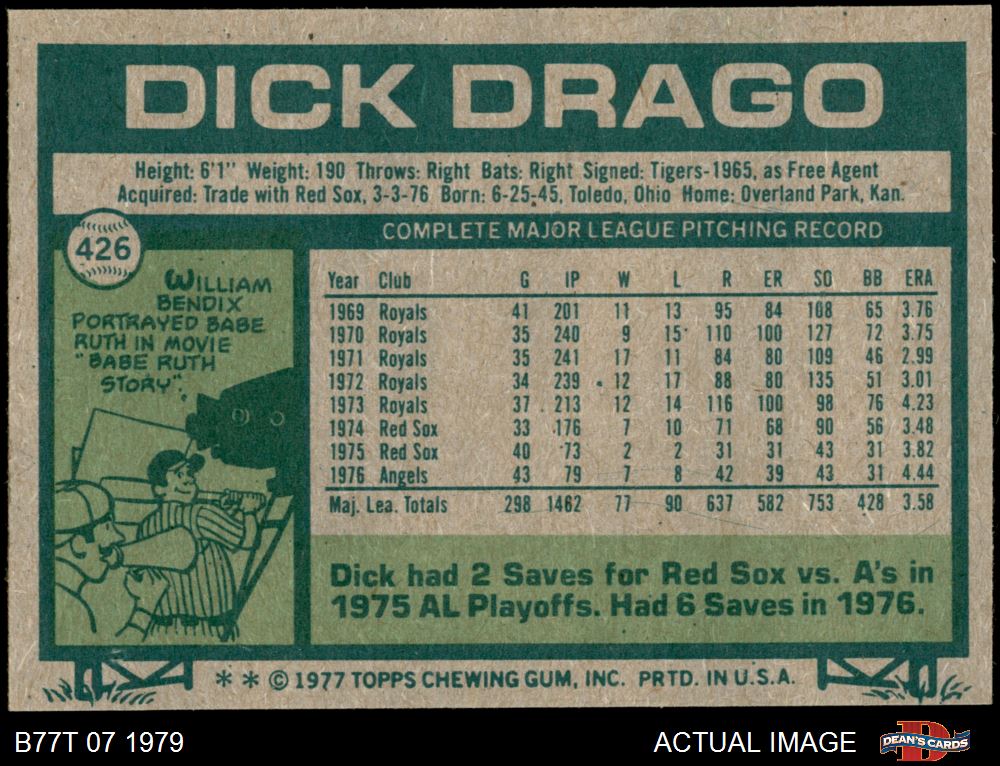 DICK DRAGO
Height: 6'1" Weight: 190 Throws: Right Bats: Right Signed: Tigers-1965, as Free Agent
Acquired: Trade with Red Sox, 3-3-76 Born: 6-25-45, Toledo, Ohio Home: Overland Park, Kan.
426
WILLIAM
BENDIX
PORTRAYED BABE
RUTH IN MOVIE
"BABE RUTH
STORY".
COMPLETE MAJOR LEAGUE PITCHING RECORD
Year Club G IP W L R ER SO BB ERA
1969 Royals 41 201 11 13 95 84 108 65 3.76
1970 Royals 35 240 9 15 110 100 127 72 3.75
1971 Royals 35 241 17 11 84 80 109 46 2.99
1972 Royals 34 239 12 17 88 80 135 51 3.01
1973 Royals 37 213 12 14 116 100 98 76 4.23
1974 Red Sox 33 176 7 10 71 68 90 56 3.48
1975 Red Sox 40 73 2 2 31 31 43 31 3.82
1976 Angels 43 79 7 8 42 39 43 31 4.44
Maj. Lea. Totals 298 1462 77 90 637 582 753 428 3.58
Dick had 2 Saves for Red Sox vs. A's in
1975 AL Playoffs. Had 6 Saves in 1976.
** © 1977 TOPPS CHEWING GUM, INC. PRTD. IN U.S.A.
B77T 07 1979 ACTUAL IMAGE DEAN'S CARDS